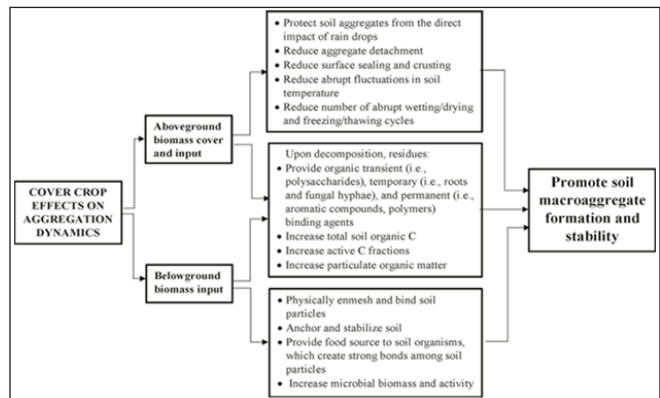 COVER CROP
EFFECTS ON
AGGREGATION
DYNAMICS
Aboveground
biomass cover
and input
Belowground
biomass input
• Protect soil aggregates from the direct
impact of rain drops
• Reduce aggregate detachment
• Reduce surface sealing and crusting
• Reduce abrupt fluctuations in soil
temperature
• Reduce number of abrupt wetting/drying
and freezing/thawing cycles
Upon decomposition, residues:
• Provide organic transient (i.e.,
polysaccharides), temporary (i.e., roots
and fungal hyphae), and permanent (i.e.,
aromatic compounds, polymers)
binding agents
• Increase total soil organic C
• Increase active C fractions
• Increase particulate organic matter
• Physically enmesh and bind soil
particles
• Anchor and stabilize soil
• Provide food source to soil organisms,
which create strong bonds among soil
particles
• Increase microbial biomass and activity
Promote soil
macroaggregate
formation and
stability